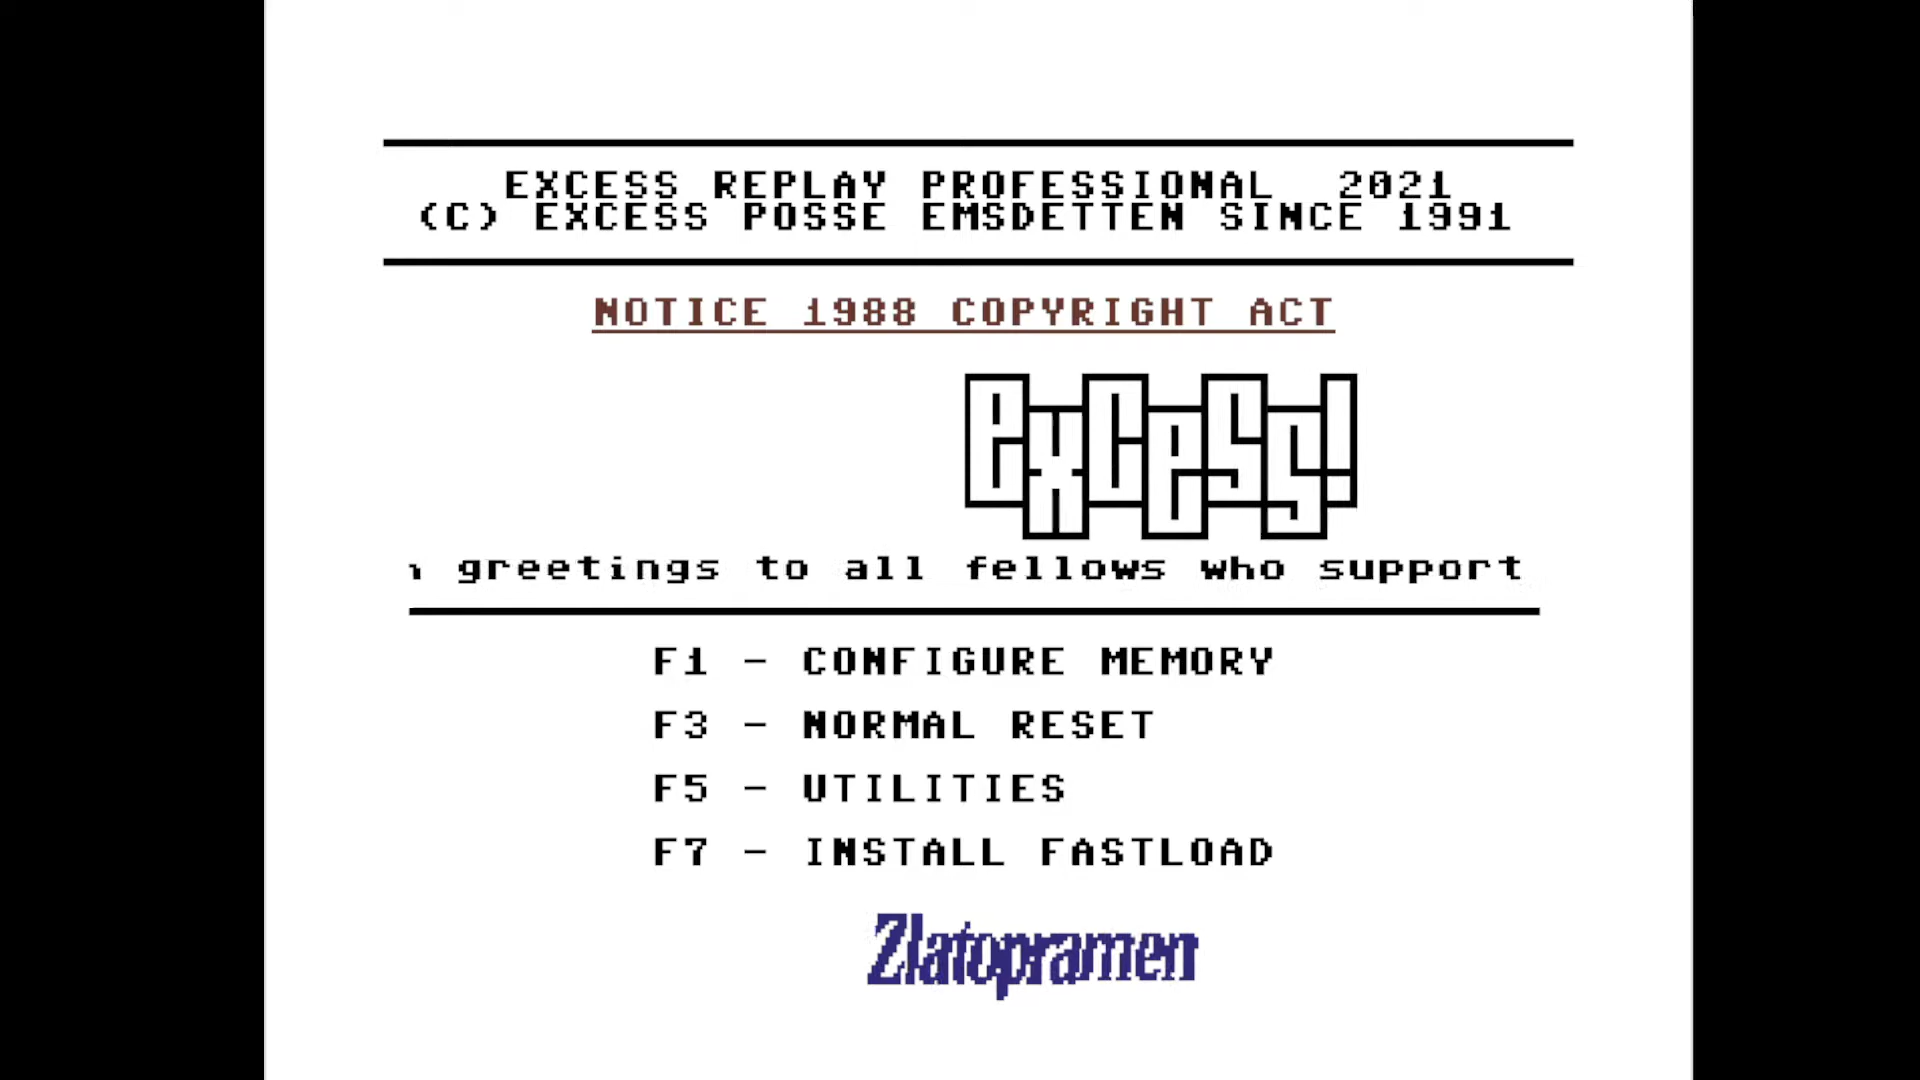 EXCESS REPLAY PROFESSIONAL 2021
(C) EXCESS POSSE EMSDETTEN SINCE 1991
NOTICE 1988 COPYRIGHT ACT
excess!
greetings to all fellows who support
F1 - CONFIGURE MEMORY
F3 - NORMAL RESET
F5 - UTILITIES
F7 - INSTALL FASTLOAD
Zlatopramen